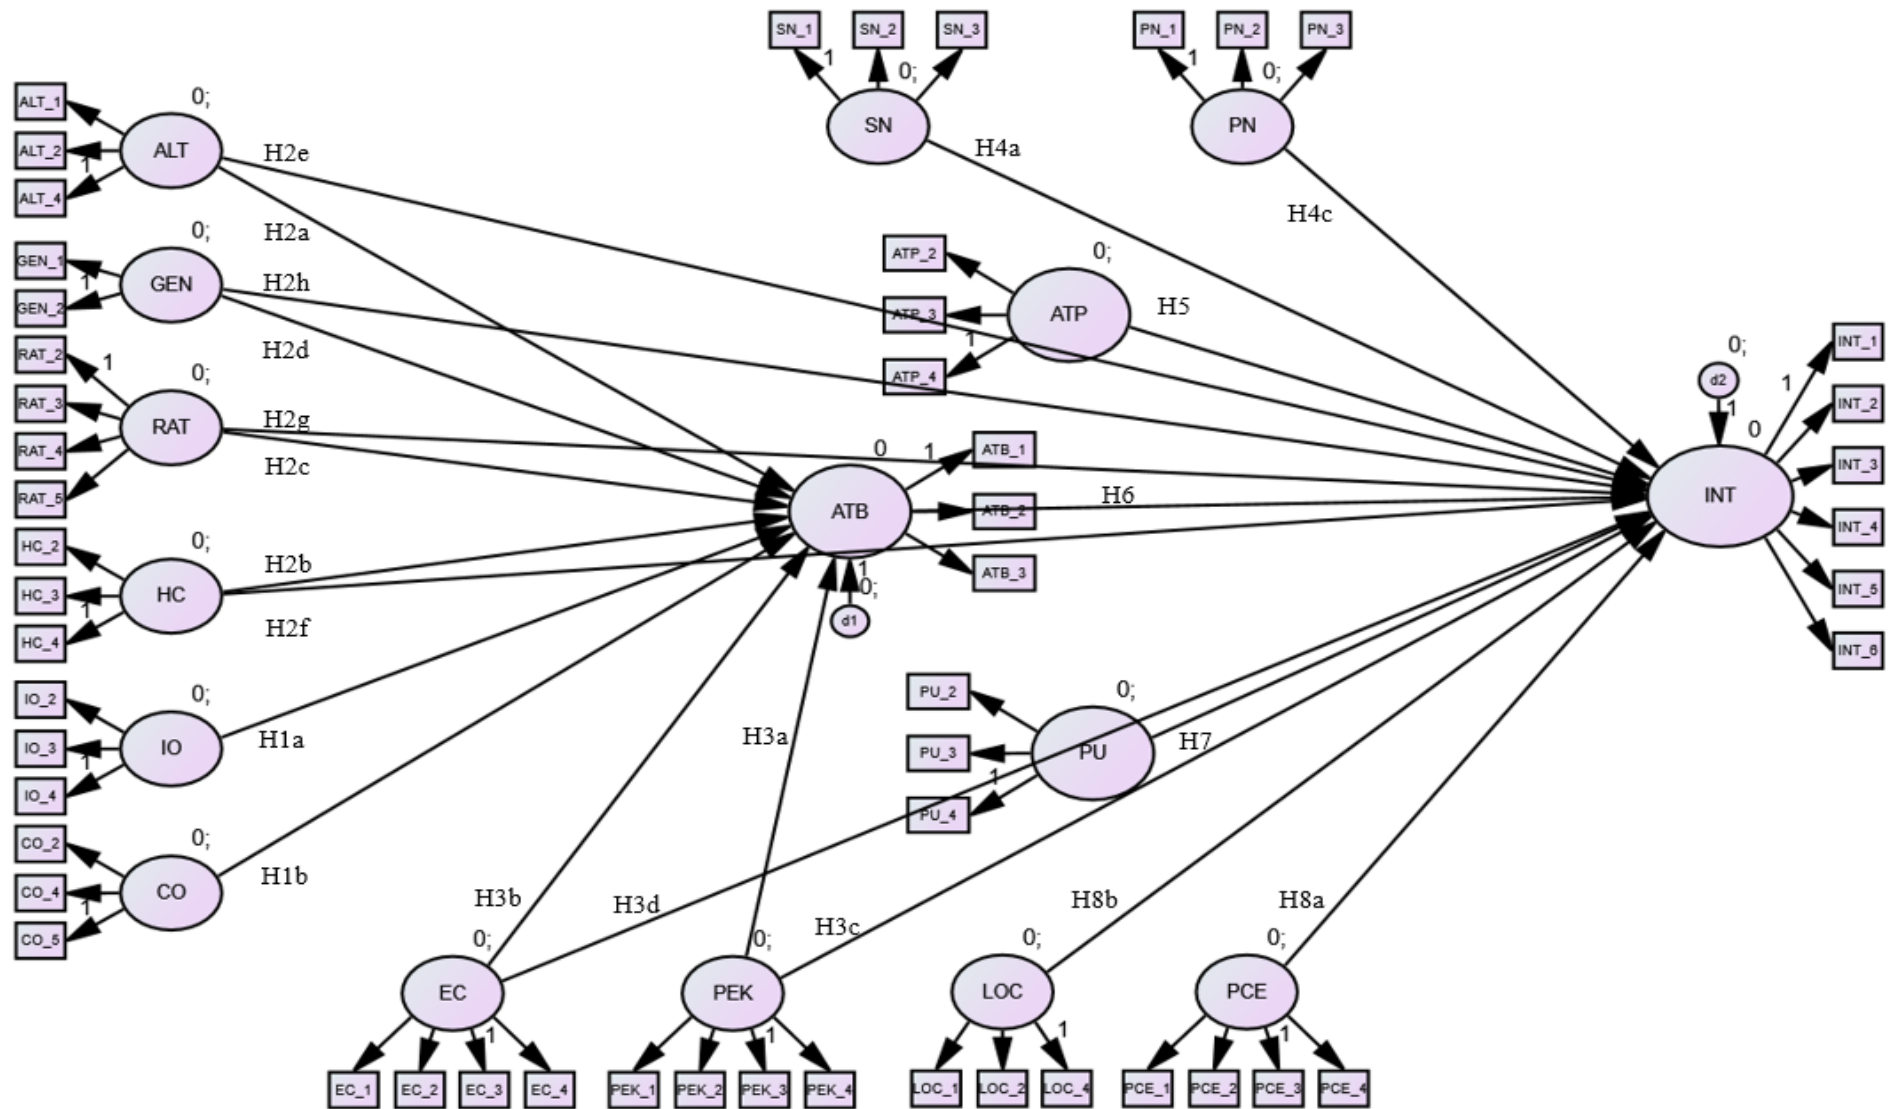 SN_1
SN_2
SN_3
PN_1
PN_2
PN_3
1
0;
1
0;
SN
PN
ALT_1
ALT_2
ALT_4
0;
1
ALT
H2e
H2a
H4a
H4c
GEN_1
GEN_2
0;
1
GEN
H2h
H2d
ATP_2
ATP_3
ATP_4
0;
1
ATP
H5
RAT_2
RAT_3
RAT_4
RAT_5
1
0;
RAT
H2g
H2c
0
1
ATB
ATB_1
ATB_2
ATB_3
H6
1
0;
d1
0;
d2
1
0
INT
1
INT_1
INT_2
INT_3
INT_4
INT_5
INT_6
HC_2
HC_3
HC_4
0;
1
HC
H2b
H2f
IO_2
IO_3
IO_4
0;
1
IO
H1a
H3a
PU_2
PU_3
PU_4
0;
1
PU
H7
CO_2
CO_4
CO_5
0;
1
CO
H1b
H3b
H3d
H3c
H8b
H8a
0;
0;
0;
0;
EC
PEK
LOC
PCE
1
1
1
1
EC_1
EC_2
EC_3
EC_4
PEK_1
PEK_2
PEK_3
PEK_4
LOC_1
LOC_2
LOC_4
PCE_1
PCE_2
PCE_3
PCE_4